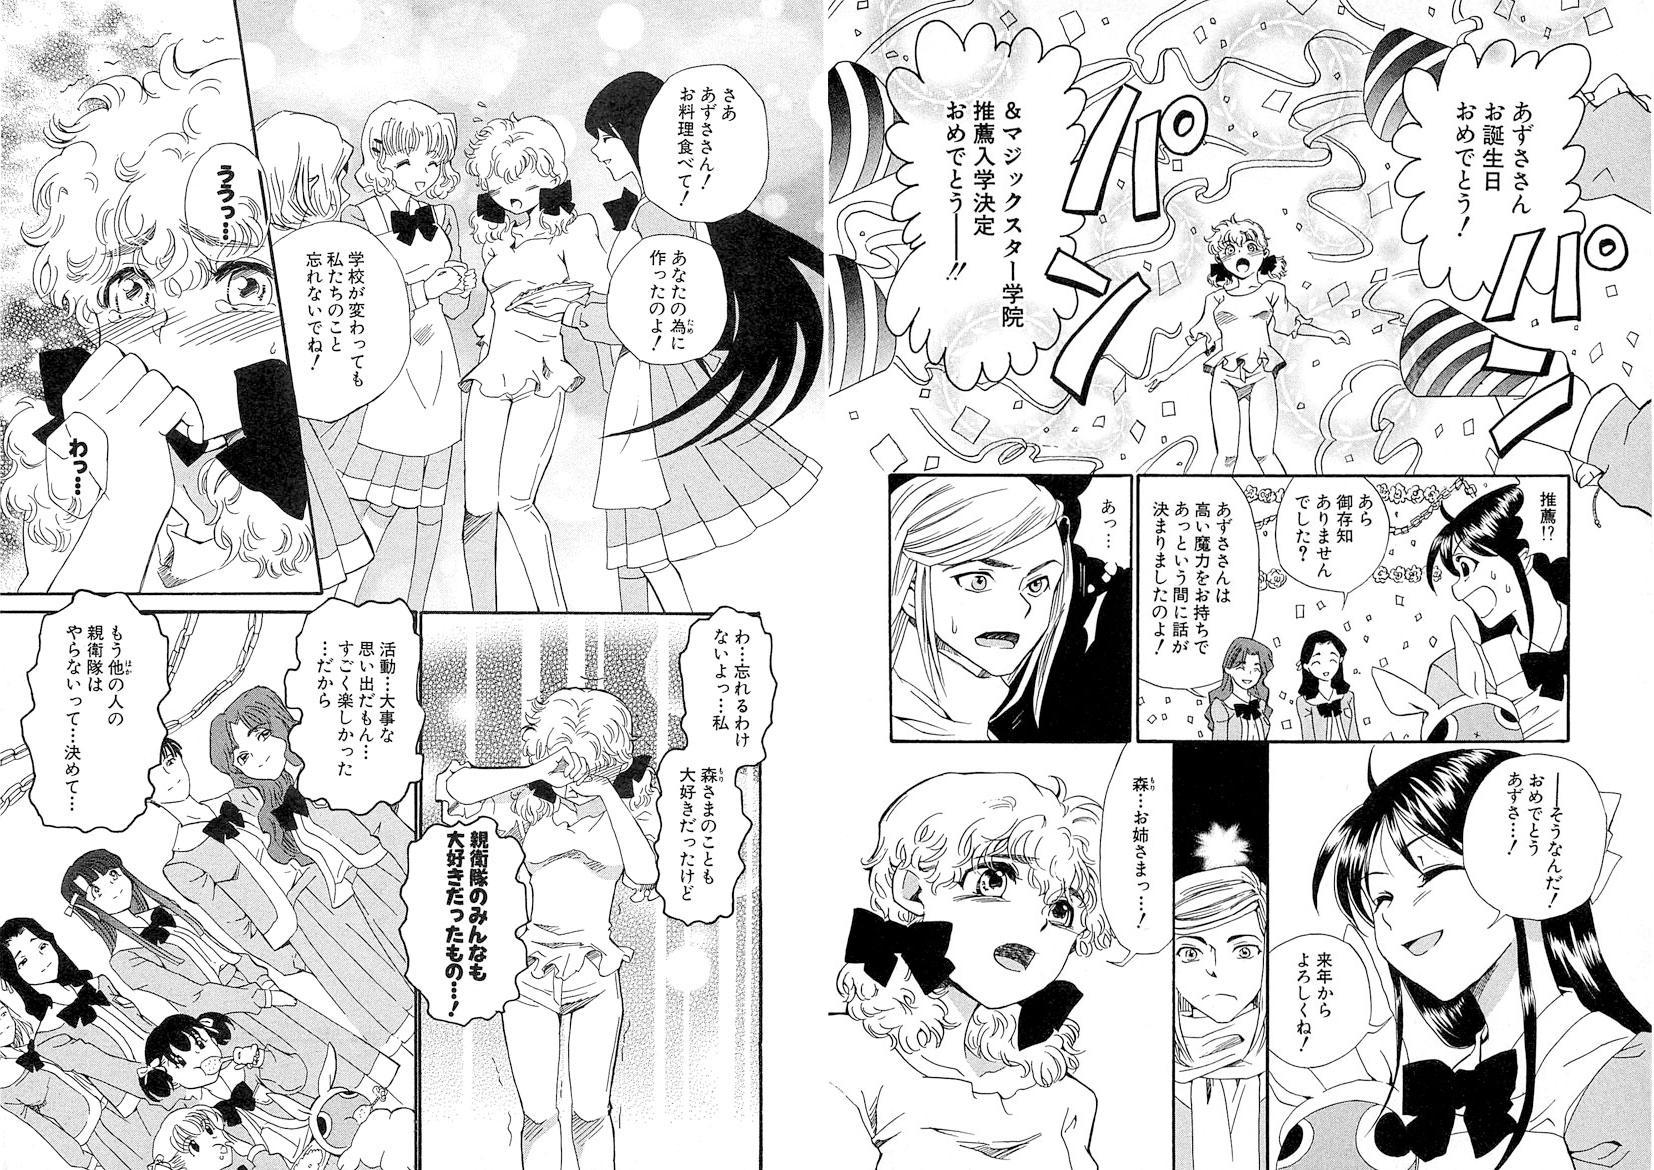 あずささん
お誕生日
おめでとう!
パン
パン
&マジックスター学院
推薦入学決定
おめでとう──!!
推薦!?
あら
御存知
ありません
でした?
あずささんは
高い魔力をお持ちで
あっという間に話が
決まりましたのよ!
あっ…
──そうなんだ!
おめでとう
あずさ…!
来年から
よろしくね!
森…お姉さまっ…!
もり
さあ
あずささん!
お料理食べて!
あなたの為に
ため
作ったのよ!
学校が変わっても
私たちのこと
忘れないでね!
ううっ…
わっ…
わ…忘れるわけ
ないよっ…私
森さまのことも
もり
大好きだったけど
親衛隊のみんなも
大好きだったもの…!
活動…大事な
思い出だもん…
すごく楽しかった
…だから
もう他の人の
ほか
親衛隊は
やらないって…決めて…